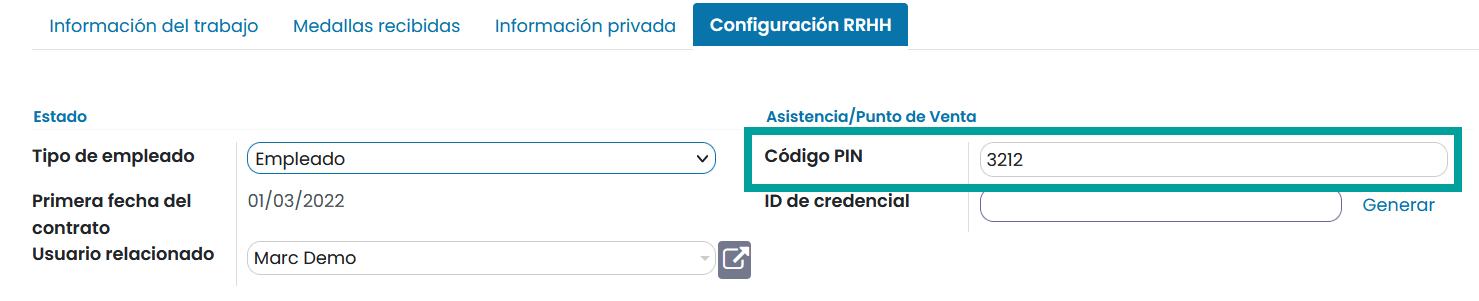 Información del trabajo Medallas recibidas Información privada Configuración RRHH
Estado
Tipo de empleado Empleado
Primera fecha del contrato 01/03/2022
Usuario relacionado Marc Demo
Asistencia/Punto de Venta
Código PIN 3212
ID de credencial Generar